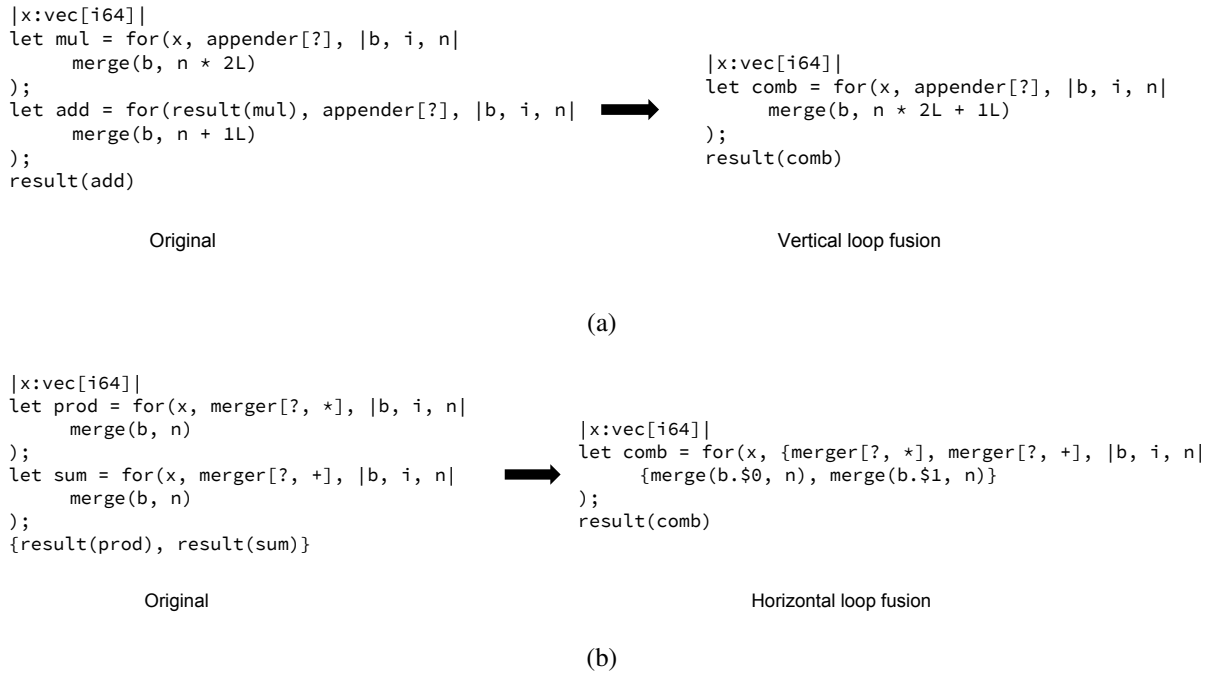 |x:vec[i64]|
let mul = for(x, appender[?], |b, i, n|
merge(b, n * 2L)
);
let add = for(result(mul), appender[?], |b, i, n|
merge(b, n + 1L)
);
result(add)
Original
|x:vec[i64]|
let comb = for(x, appender[?], |b, i, n|
merge(b, n * 2L + 1L)
);
result(comb)
Vertical loop fusion
(a)
|x:vec[i64]|
let prod = for(x, merger[?, *], |b, i, n|
merge(b, n)
);
let sum = for(x, merger[?, +], |b, i, n|
merge(b, n)
);
{result(prod), result(sum)}
Original
|x:vec[i64]|
let comb = for(x, {merger[?, *], merger[?, +], |b, i, n|
{merge(b.$0, n), merge(b.$1, n)}
);
result(comb)
Horizontal loop fusion
(b)